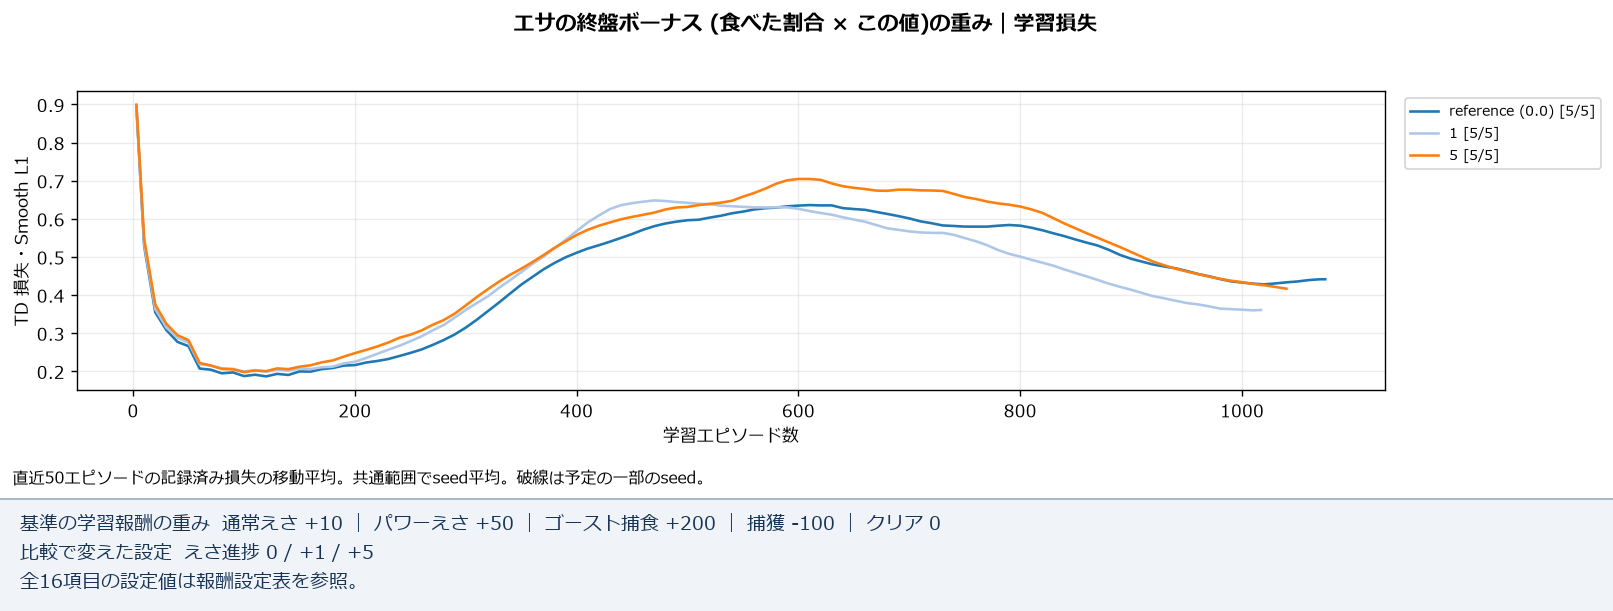 エサの終盤ボーナス (食べた割合 × この値)の重み | 学習損失
0.9
0.8
0.7
0.6
0.5
0.4
0.3
0.2
TD 損失・Smooth L1
0
200
400
600
800
1000
学習エピソード数
reference (0.0) [5/5]
1 [5/5]
5 [5/5]
直近50エピソードの記録済み損失の移動平均。共通範囲でseed平均。破線は予定の一部のseed。
基準の学習報酬の重み 通常えさ +10 | パワーえさ +50 | ゴースト捕食 +200 | 捕獲 -100 | クリア 0
比較で変えた設定 えさ進捗 0 / +1 / +5
全16項目の設定値は報酬設定表を参照。